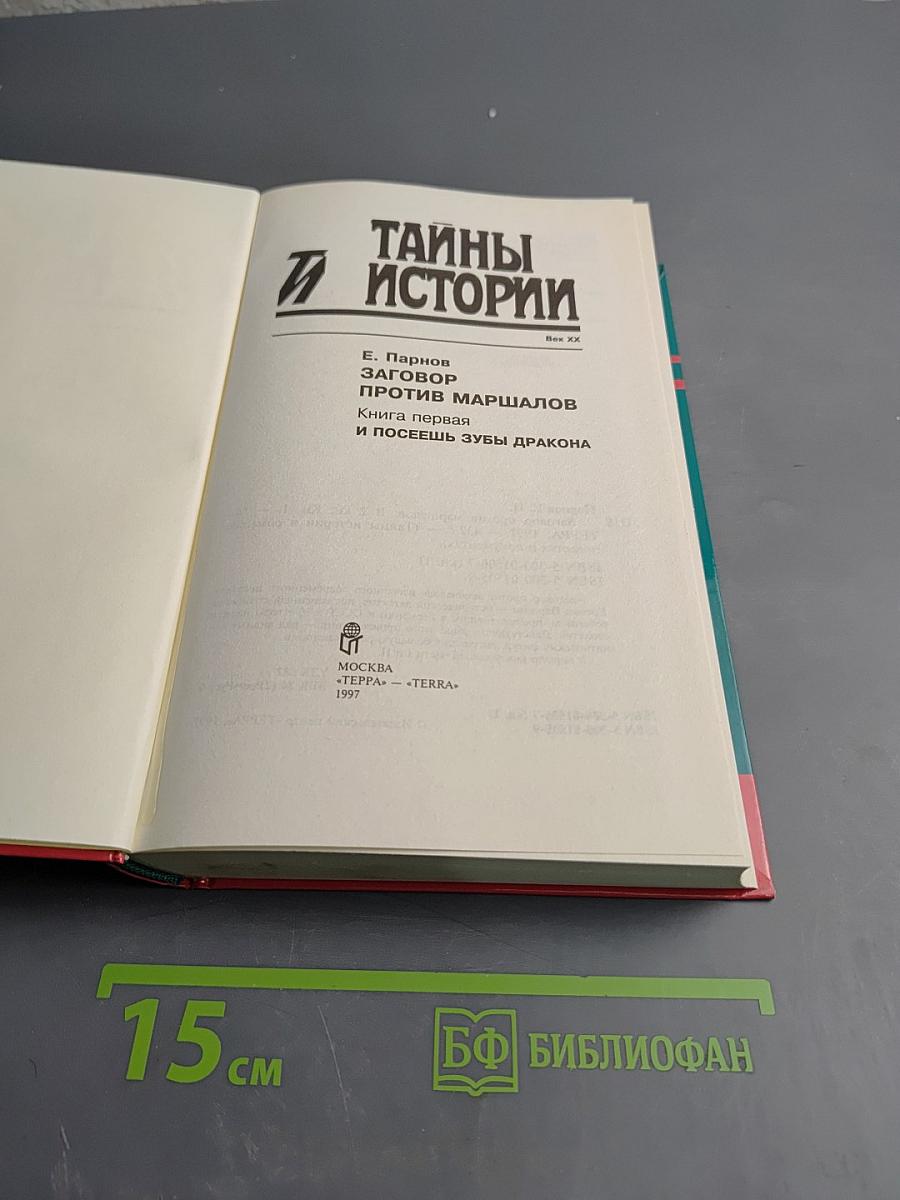 ТАЙНЫ
ИСТОРИИ
ТИ
Век XX
Е. Парнов
ЗАГОВОР
ПРОТИВ МАРШАЛОВ
Книга первая
И ПОСЕЕШЬ ЗУБЫ ДРАКОНА
МОСКВА
«ТЕРРА» — «TERRA»
1997
15 см
БФ БИБЛИОФАН